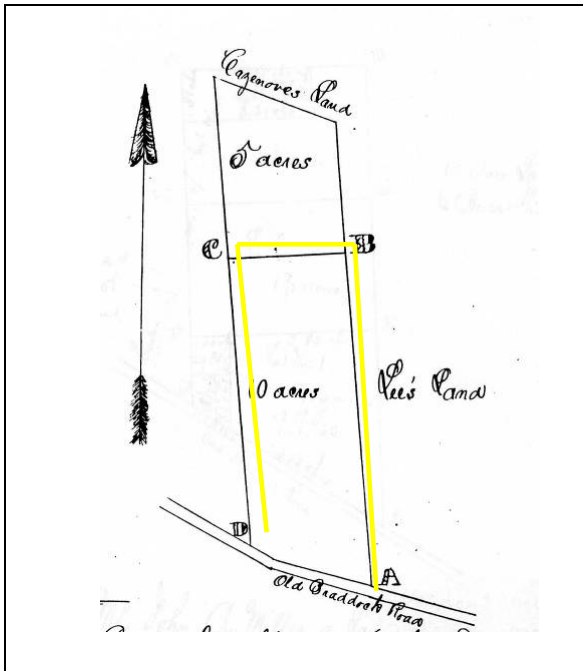 Cazenoves Land
5 acres
C B
0 acres
Lee's Land
D
A
Old Braddock Road